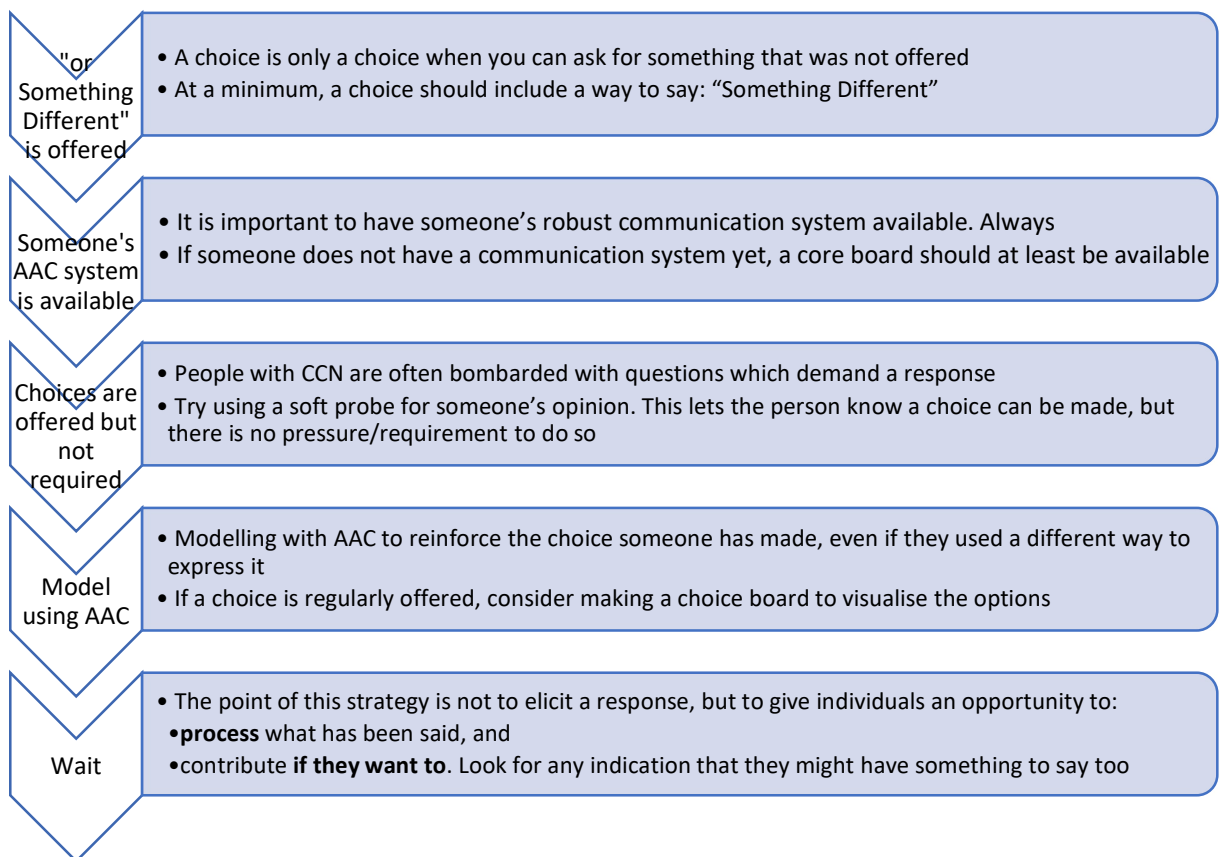 "or
Something
Different"
is offered
• A choice is only a choice when you can ask for something that was not offered
• At a minimum, a choice should include a way to say: “Something Different”
Someone's
AAC system
is available
• It is important to have someone’s robust communication system available. Always
• If someone does not have a communication system yet, a core board should at least be available
Choices are
offered but
not
required
• People with CCN are often bombarded with questions which demand a response
• Try using a soft probe for someone’s opinion. This lets the person know a choice can be made, but
there is no pressure/requirement to do so
Model
using AAC
• Modelling with AAC to reinforce the choice someone has made, even if they used a different way to
express it
• If a choice is regularly offered, consider making a choice board to visualise the options
Wait
• The point of this strategy is not to elicit a response, but to give individuals an opportunity to:
•process what has been said, and
•contribute if they want to. Look for any indication that they might have something to say too